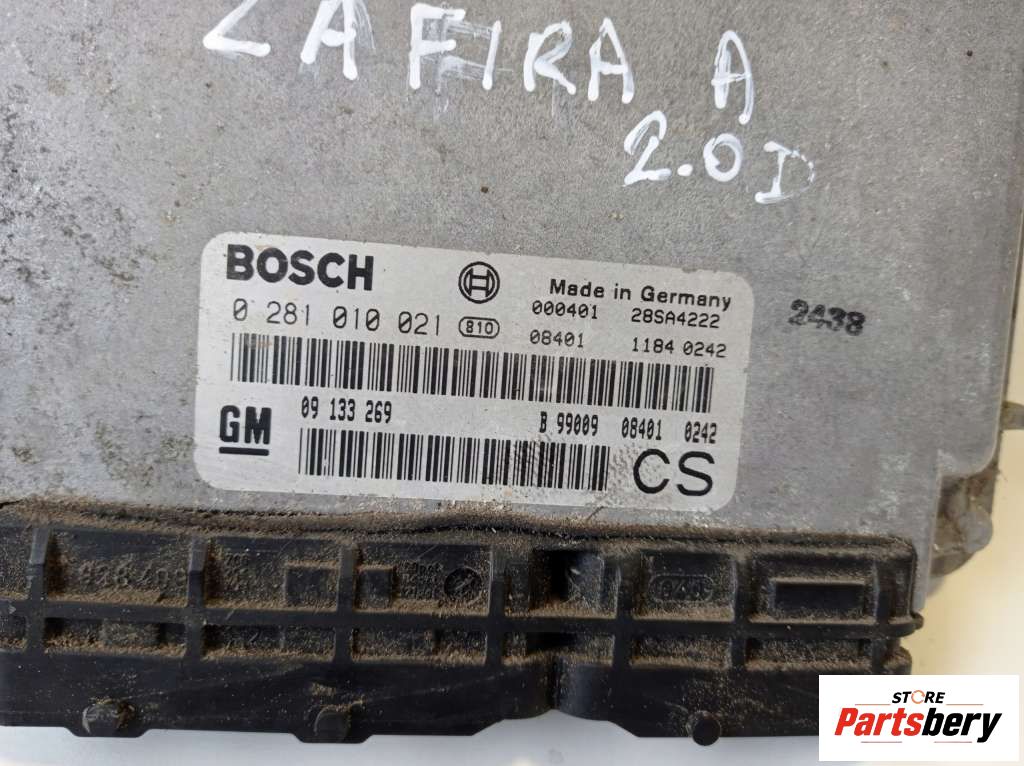 ZAFIRA A
2.0D
BOSCH
Made in Germany
0 281 010 021 810
000401 28SA4222
08401 1184 0242
2438
GM
09 133 269
B 99009 08401 0242
CS
STORE
Partsbery